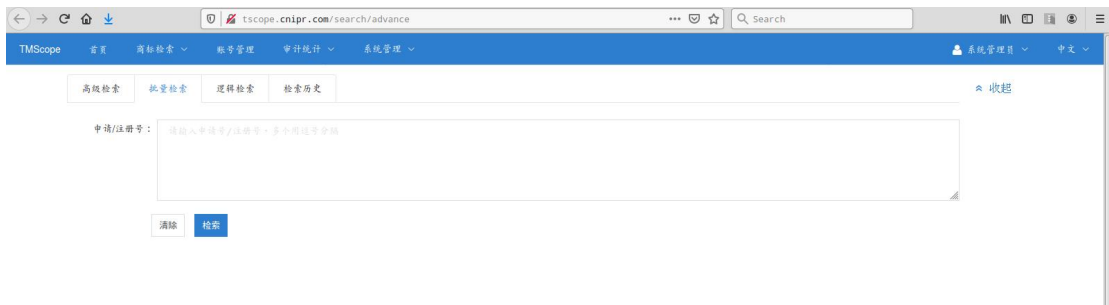 tscope.cnipr.com/search/advance
Search
TMScope 首页 商标检索 账号管理 审计统计 系统管理 系统管理员 中文
高级检索 批量检索 逻辑检索 检索历史 收起
申请/注册号： 请输入申请号/注册号，多个用逗号分隔
清除 检索